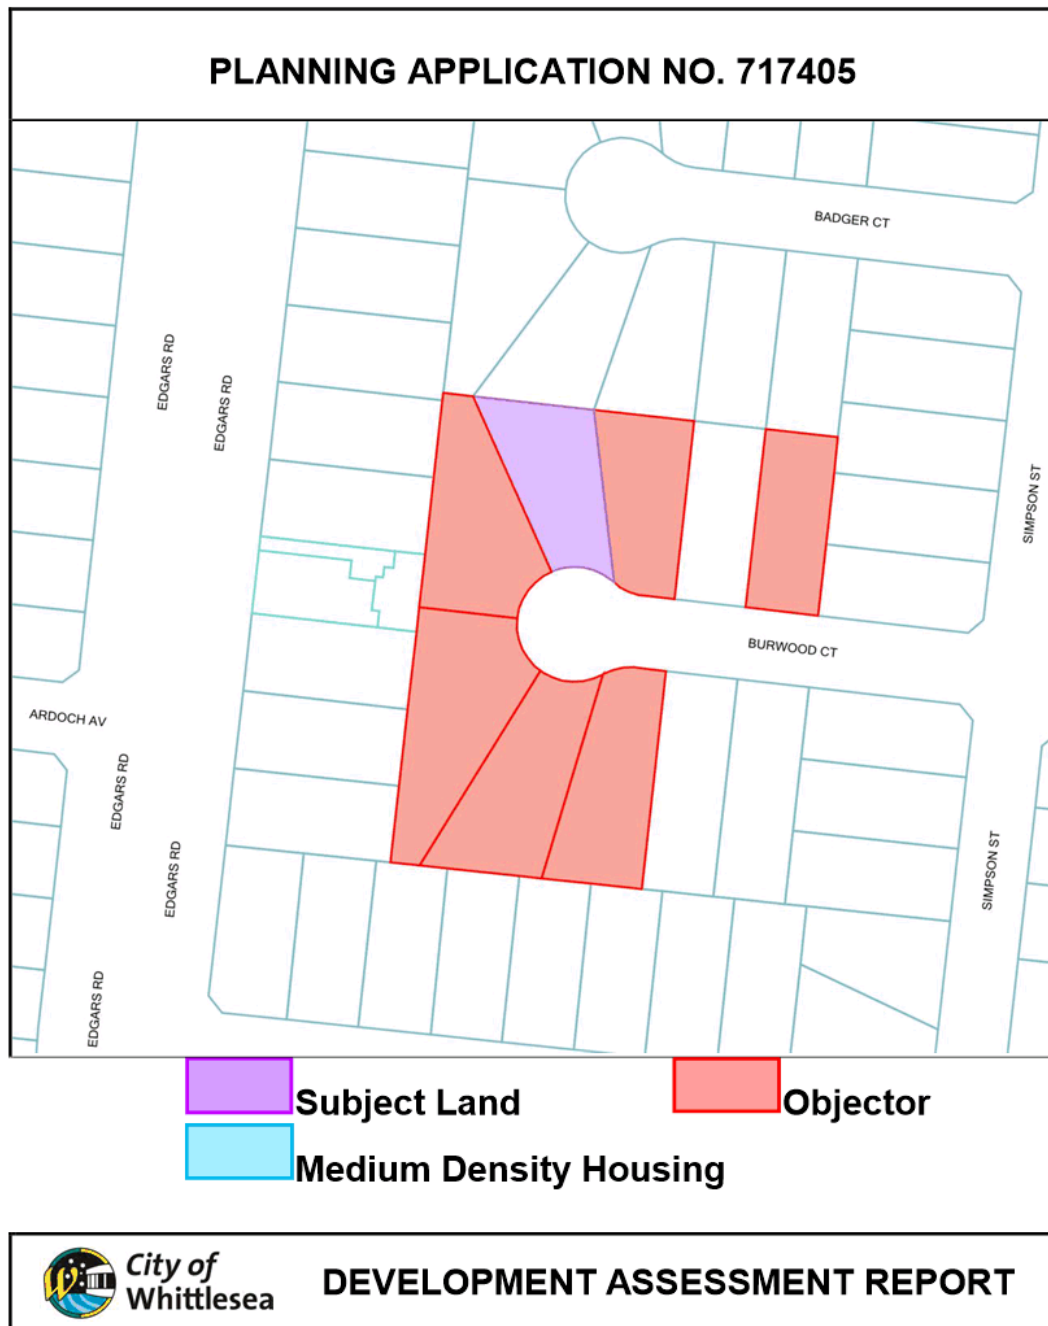 PLANNING APPLICATION NO. 717405
BADGER CT
EDGARS RD
EDGARS RD
SIMPSON ST
BURWOOD CT
ARDOCH AV
EDGARS RD
EDGARS RD
SIMPSON ST
EDGARS RD
Subject Land
Objector
Medium Density Housing
City of
Whittlesea
DEVELOPMENT ASSESSMENT REPORT